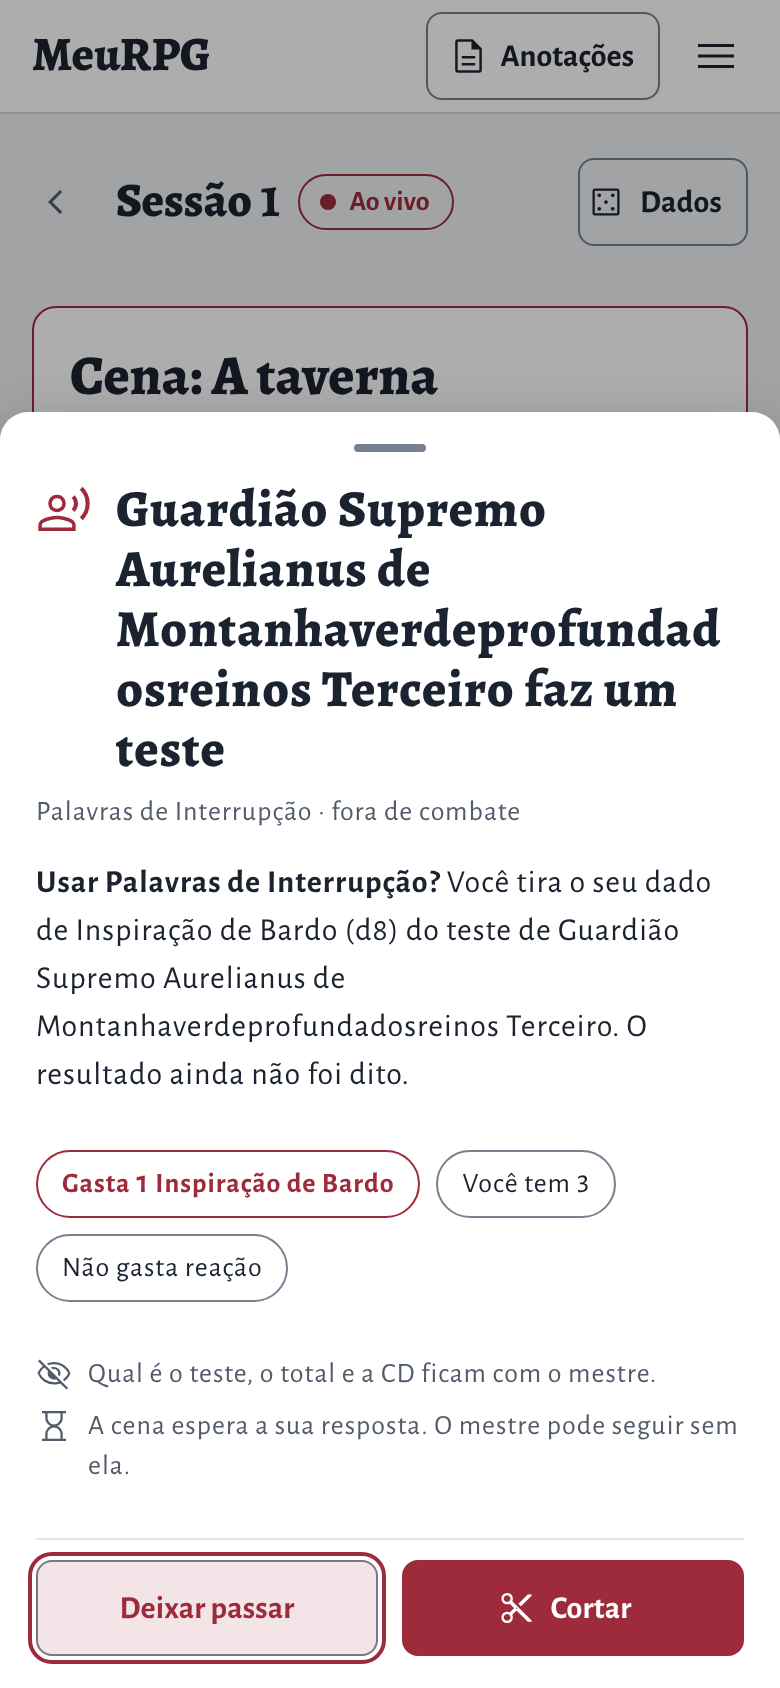 MeuRPG
Anotações
Sessão 1
Ao vivo
Dados
Cena: A taverna
Guardião Supremo
Aurelianus de
Montanhaverdeprofundad
osreinos Terceiro faz um
teste
Palavras de Interrupção · fora de combate
Usar Palavras de Interrupção? Você tira o seu dado
de Inspiração de Bardo (d8) do teste de Guardião
Supremo Aurelianus de
Montanhaverdeprofundadosreinos Terceiro. O
resultado ainda não foi dito.
Gasta 1 Inspiração de Bardo
Você tem 3
Não gasta reação
Qual é o teste, o total e a CD ficam com o mestre.
A cena espera a sua resposta. O mestre pode seguir sem
ela.
Deixar passar
Cortar